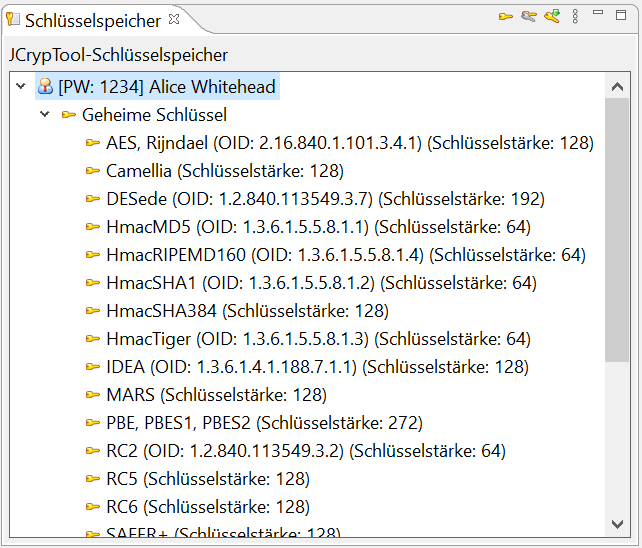 Schlüsselspeicher
JCrypTool-Schlüsselspeicher
[PW: 1234] Alice Whitehead
Geheime Schlüssel
AES, Rijndael (OID: 2.16.840.1.101.3.4.1) (Schlüsselstärke: 128)
Camellia (Schlüsselstärke: 128)
DESede (OID: 1.2.840.113549.3.7) (Schlüsselstärke: 192)
HmacMD5 (OID: 1.3.6.1.5.5.8.1.1) (Schlüsselstärke: 64)
HmacRIPEMD160 (OID: 1.3.6.1.5.5.8.1.4) (Schlüsselstärke: 64)
HmacSHA1 (OID: 1.3.6.1.5.5.8.1.2) (Schlüsselstärke: 64)
HmacSHA384 (Schlüsselstärke: 128)
HmacTiger (OID: 1.3.6.1.5.5.8.1.3) (Schlüsselstärke: 64)
IDEA (OID: 1.3.6.1.4.1.188.7.1.1) (Schlüsselstärke: 128)
MARS (Schlüsselstärke: 128)
PBE, PBES1, PBES2 (Schlüsselstärke: 272)
RC2 (OID: 1.2.840.113549.3.2) (Schlüsselstärke: 64)
RC5 (Schlüsselstärke: 128)
RC6 (Schlüsselstärke: 128)
SAFER+ (Schlüsselstärke: 128)